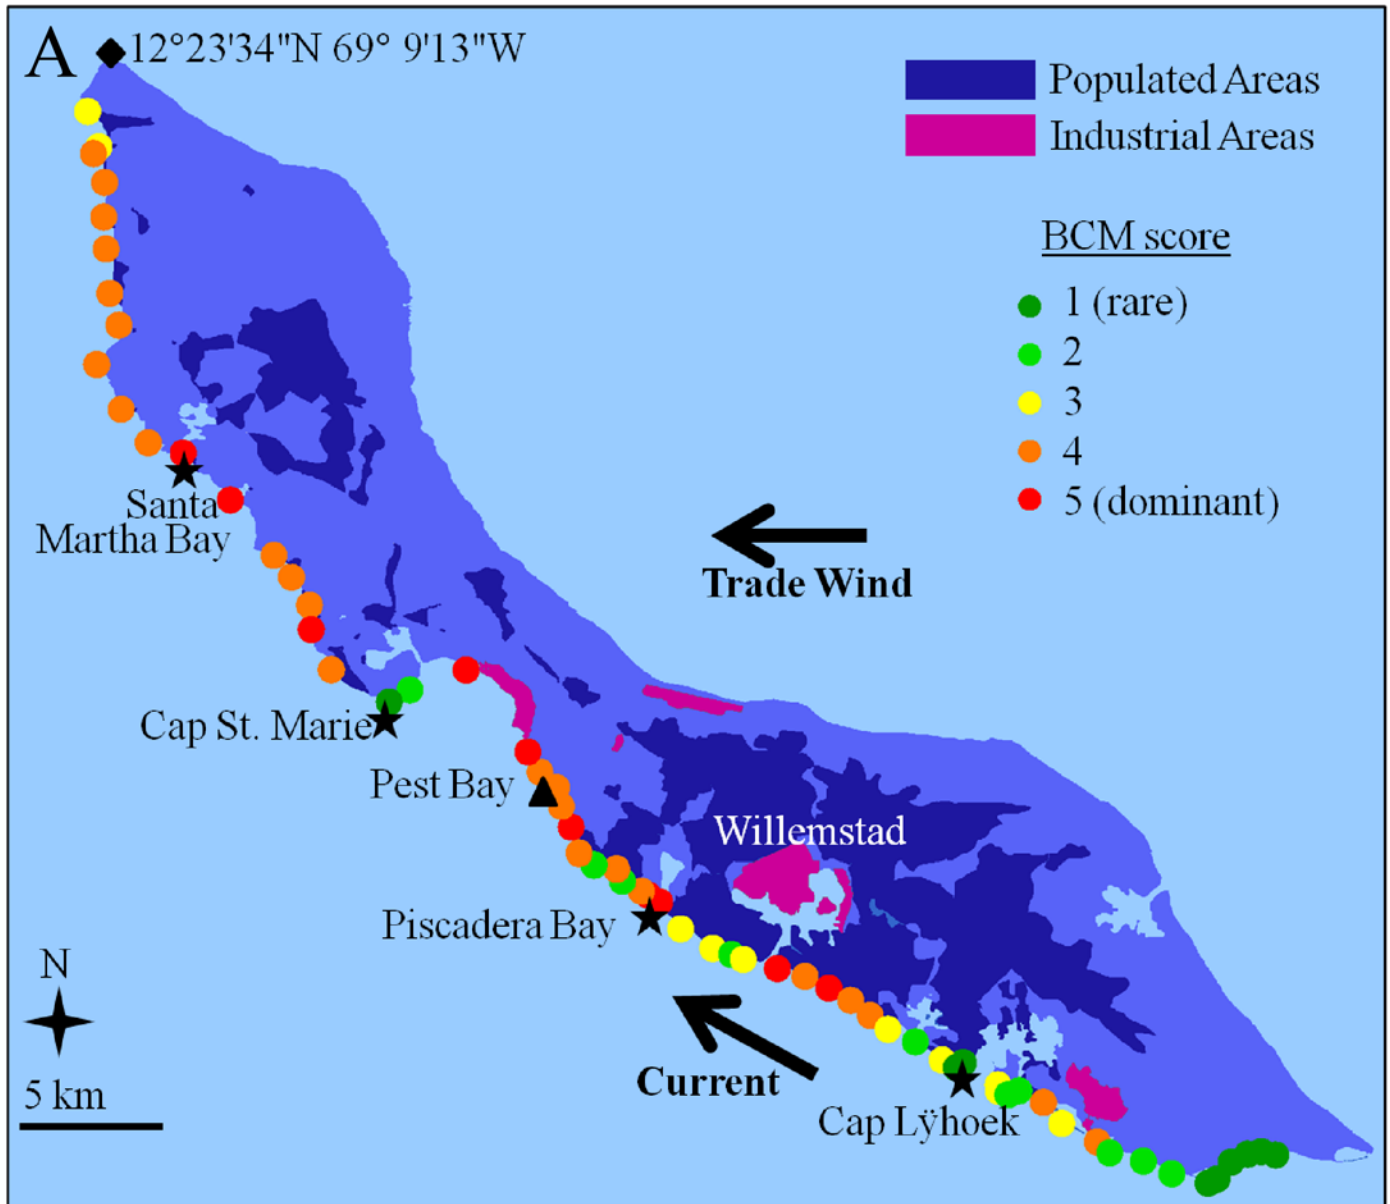 A
12°23'34"N 69° 9'13"W
Populated Areas
Industrial Areas
BCM score
1 (rare)
2
3
4
5 (dominant)
Santa
Martha Bay
Trade Wind
Cap St. Marie
Pest Bay
Willemstad
Piscadera Bay
N
Current
5 km
Cap Lÿhoek